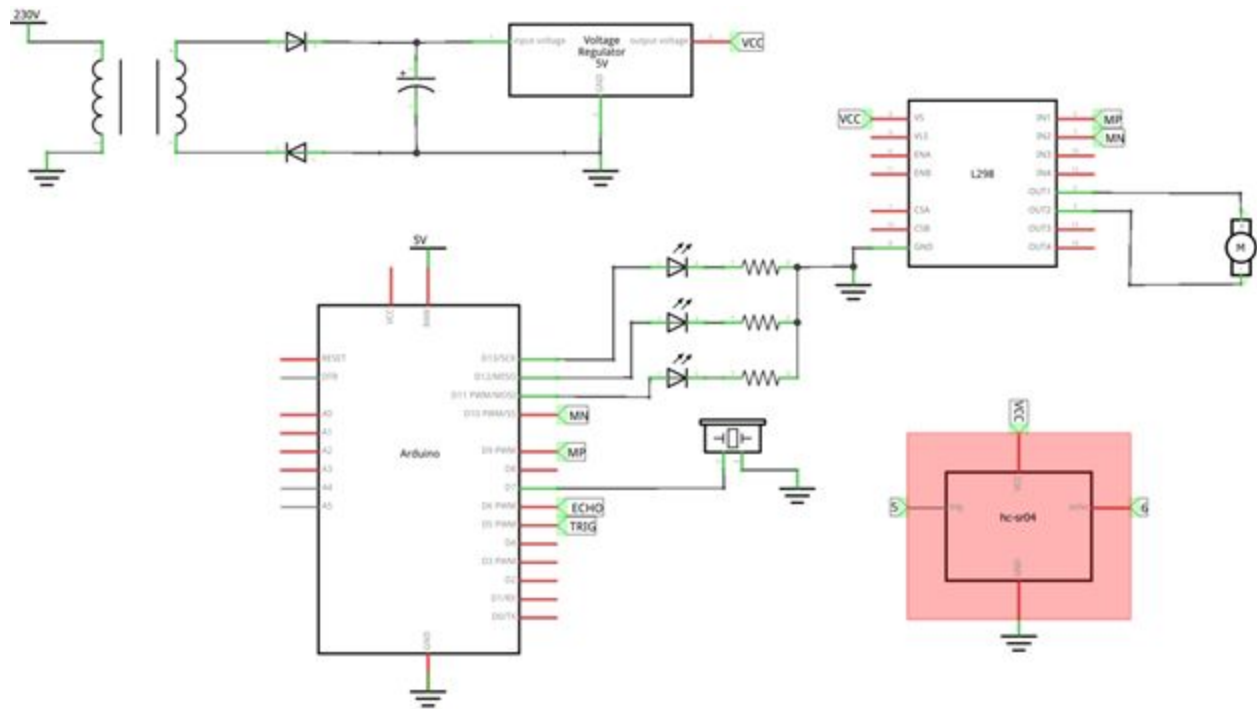 230V
input voltage
Voltage
Regulator
5V
output voltage
GND
VCC
VCC
VS
VLS
ENA
ENB
CSA
CSB
GND
L298
IN1
IN2
IN3
IN4
OUT1
OUT2
OUT3
OUT4
MP
MN
M
5V
VCC
RAW
RESET
DTR
A0
A1
A2
A3
A4
A5
Arduino
D13/SCK
D12/MISO
D11 PWM/MOSI
D10 PWM/SS
D9 PWM
D8
D7
D6 PWM
D5 PWM
D4
D3 PWM
D2
D1/RX
D0/TX
GND
MN
MP
ECHO
TRIG
VCC
VCC
5
trig
hc-sr04
echo
6
GND